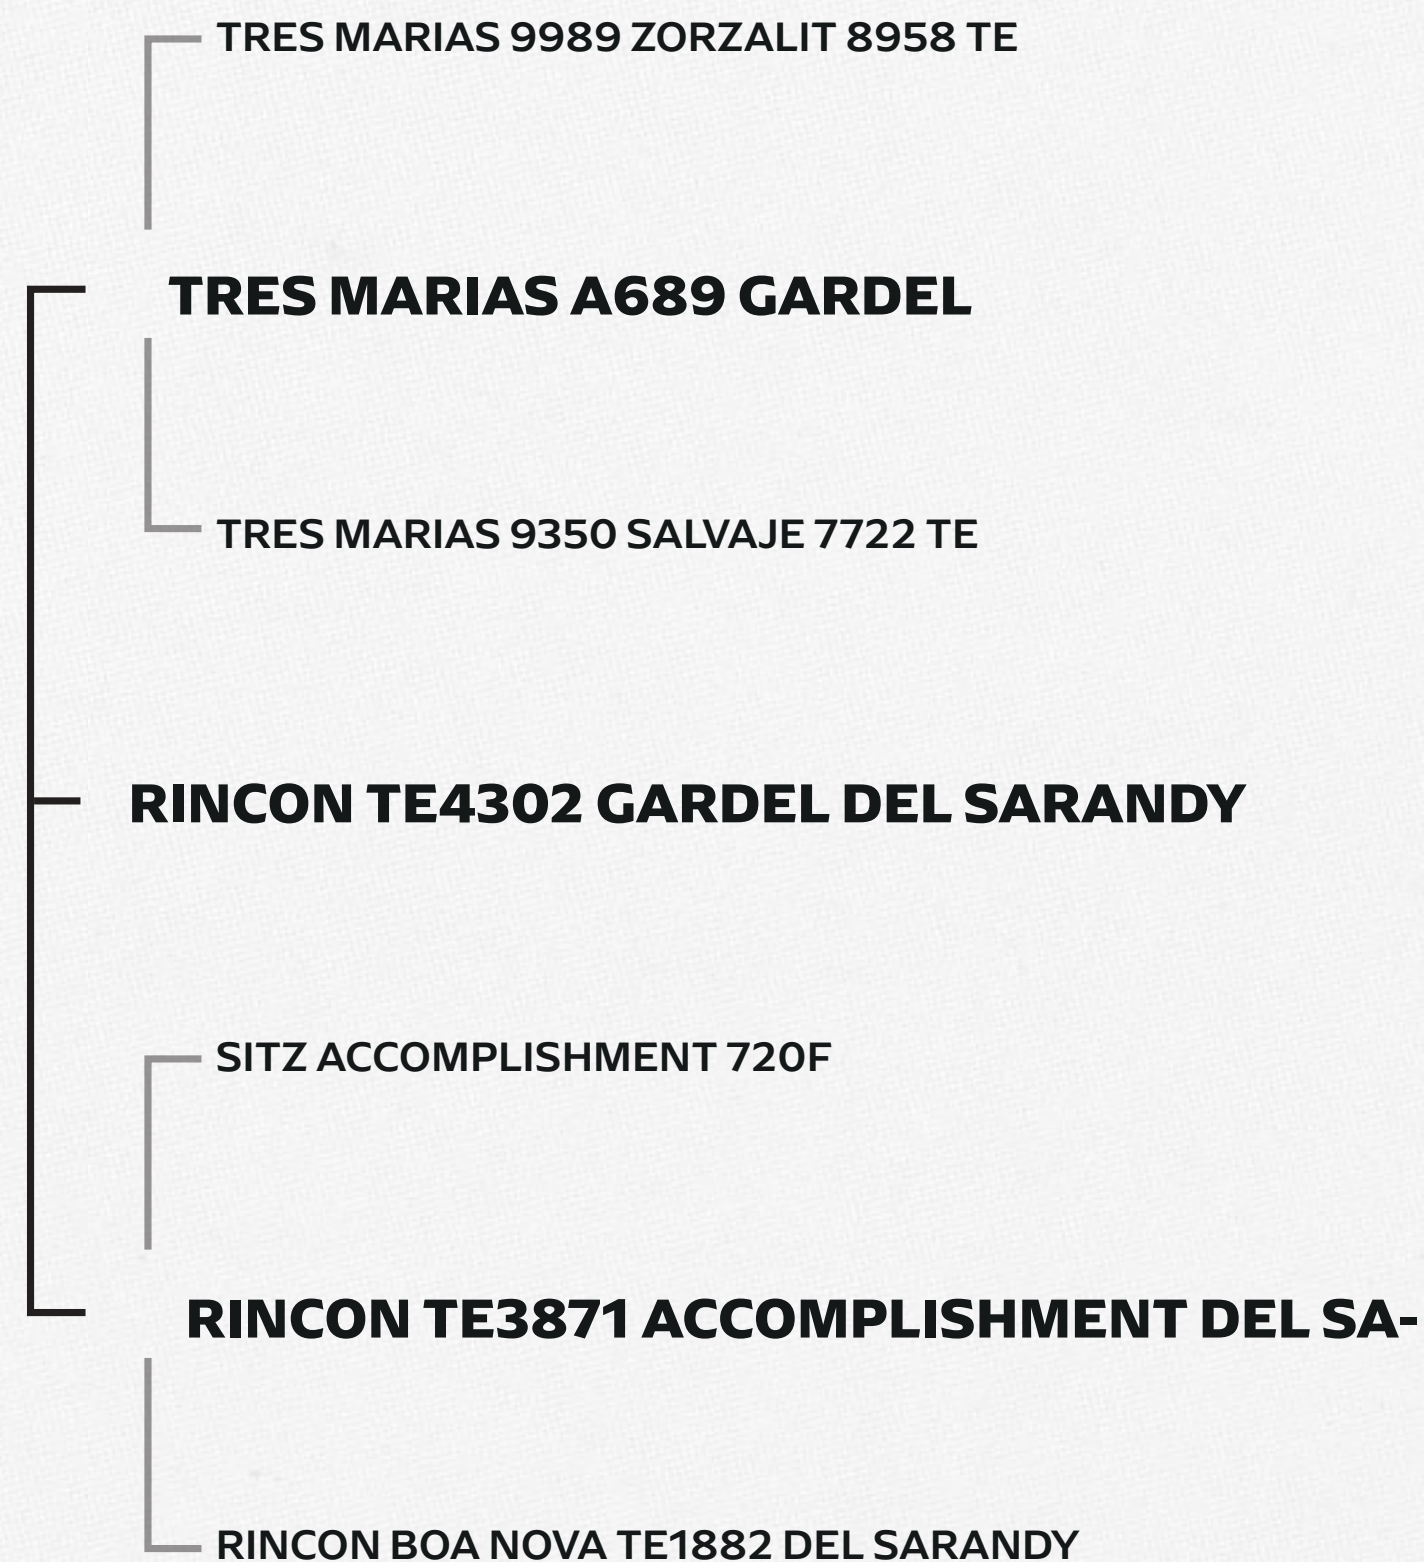 TRES MARIAS 9989 ZORZALIT 8958 TE
TRES MARIAS A689 GARDEL
TRES MARIAS 9350 SALVAJE 7722 TE
RINCON TE4302 GARDEL DEL SARANDY
SITZ ACCOMPLISHMENT 720F
RINCON TE3871 ACCOMPLISHMENT DEL SA-
RINCON BOA NOVA TE1882 DEL SARANDY